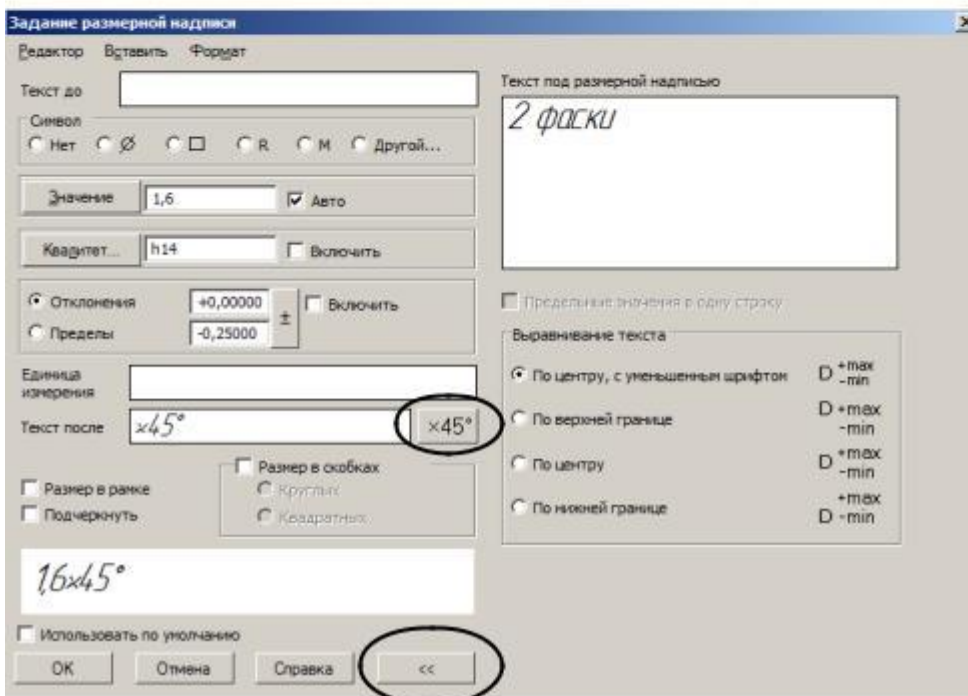 Задание размерной надписи
Редактор Вставить Формат
Текст до
Символ
Нет Ø □ R M Другой...
Значение 1,6 Авто
Квалитет... h14 Включить
Отклонения +0,00000 ± Включить
Пределы -0,25000
Единица
измерения
Текст после ×45° ×45°
Размер в скобках
Размер в рамке Круглых
Подчеркнуть Квадратных
1,6×45°
Использовать по умолчанию
OK Отмена Справка <<
Текст под размерной надписью
2 фаски
Предельные значения в одну строку
Выравнивание текста
По центру, с уменьшенным шрифтом D +max -min
По верхней границе D +max -min
По центру D +max -min
По нижней границе D +max -min